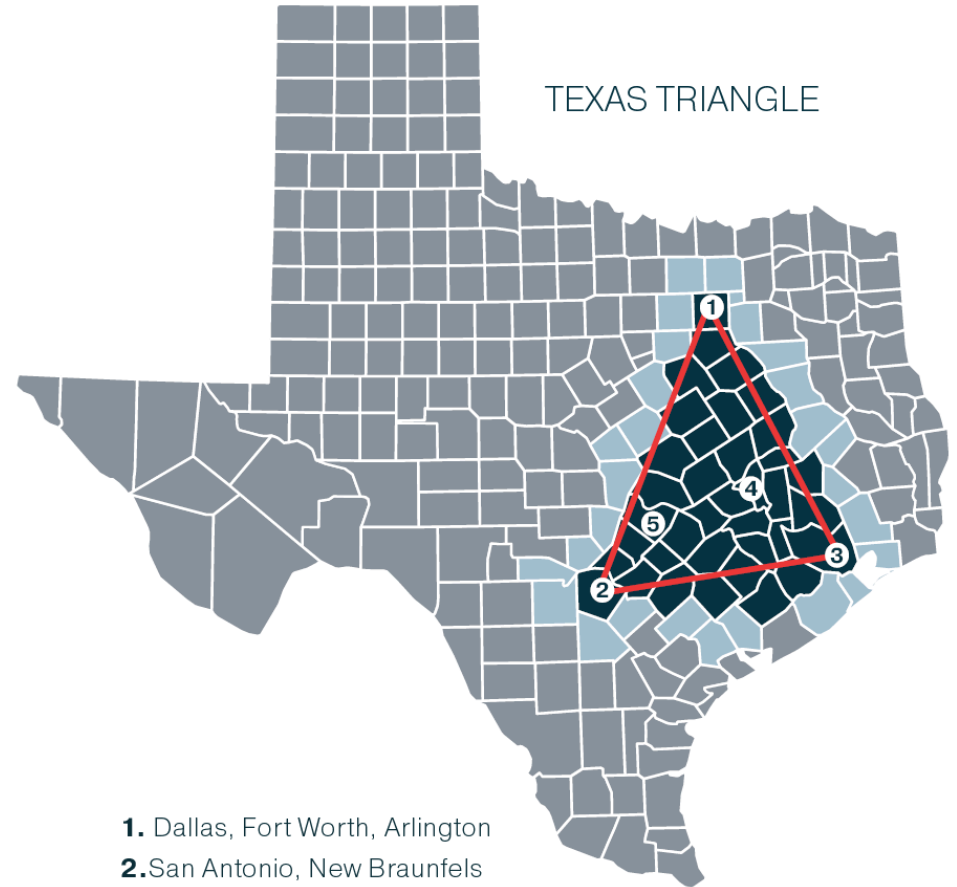 TEXAS TRIANGLE
1
4
5
3
2
1. Dallas, Fort Worth, Arlington
2.San Antonio, New Braunfels